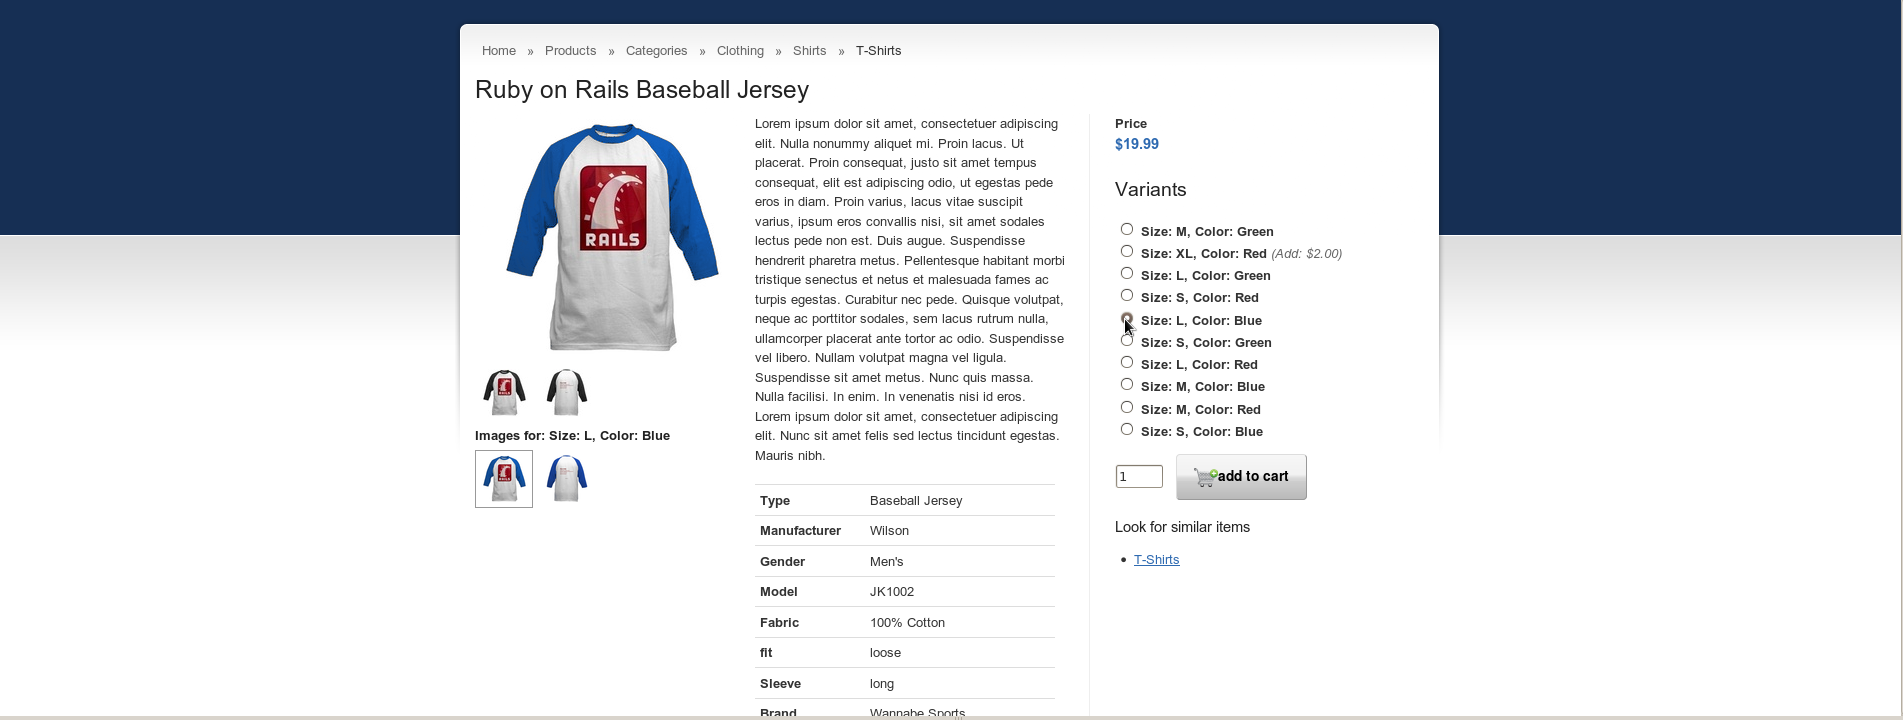 Home » Products » Categories » Clothing » Shirts » T-Shirts
Ruby on Rails Baseball Jersey
RAILS
Images for: Size: L, Color: Blue
Lorem ipsum dolor sit amet, consectetuer adipiscing
elit. Nulla nonummy aliquet mi. Proin lacus. Ut
placerat. Proin consequat, justo sit amet tempus
consequat, elit est adipiscing odio, ut egestas pede
eros in diam. Proin varius, lacus vitae suscipit
varius, ipsum eros convallis nisi, sit amet sodales
lectus pede non est. Duis augue. Suspendisse
hendrerit pharetra metus. Pellentesque habitant morbi
tristique senectus et netus et malesuada fames ac
turpis egestas. Curabitur nec pede. Quisque volutpat,
neque ac porttitor sodales, sem lacus rutrum nulla,
ullamcorper placerat ante tortor ac odio. Suspendisse
vel libero. Nullam volutpat magna vel ligula.
Suspendisse sit amet metus. Nunc quis massa.
Nulla facilisi. In enim. In venenatis nisi id eros.
Lorem ipsum dolor sit amet, consectetuer adipiscing
elit. Nunc sit amet felis sed lectus tincidunt egestas.
Mauris nibh.
Type Baseball Jersey
Manufacturer Wilson
Gender Men's
Model JK1002
Fabric 100% Cotton
fit loose
Sleeve long
Brand Wannabe Sports
Price
$19.99
Variants
Size: M, Color: Green
Size: XL, Color: Red (Add: $2.00)
Size: L, Color: Green
Size: S, Color: Red
Size: L, Color: Blue
Size: S, Color: Green
Size: L, Color: Red
Size: M, Color: Blue
Size: M, Color: Red
Size: S, Color: Blue
1 add to cart
Look for similar items
• T-Shirts